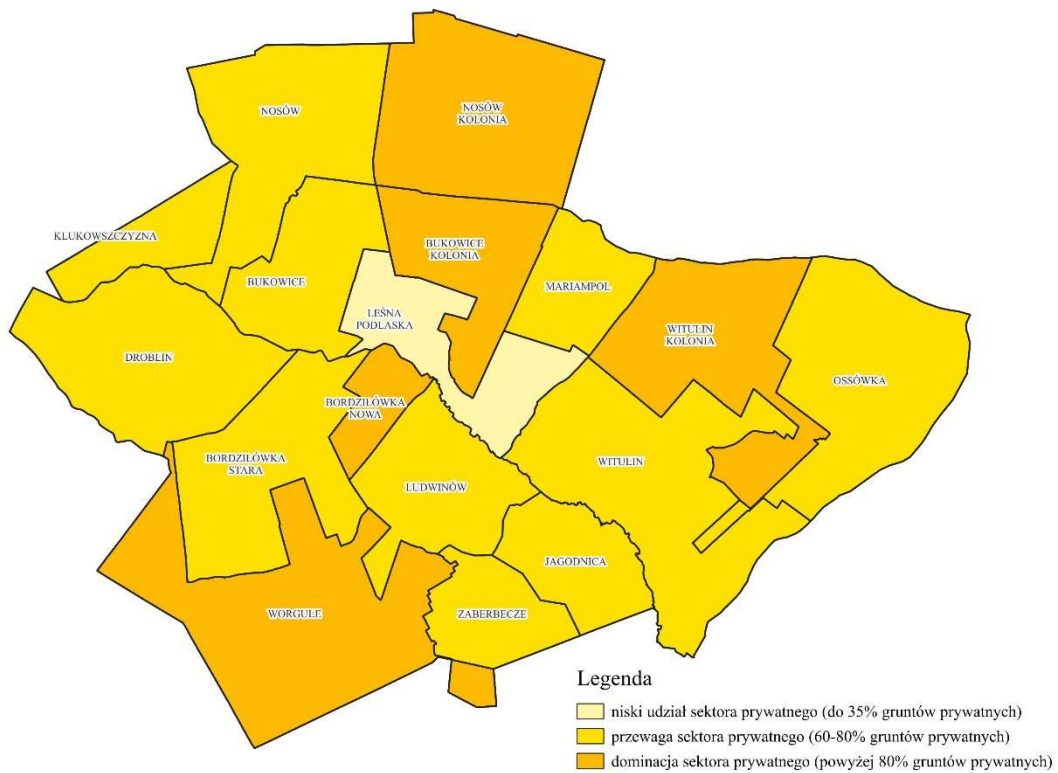 NOSÓW
NOSÓW
KOLONIA
KLUKOWSZCZYZNA
BUKOWICE
KOLONIA
BUKOWICE
MARIAMPOL
LEŚNA
PODLASKA
WITULIN
KOLONIA
DROBLIN
OSSÓWKA
BORDZIŁÓWKA
NOWA
BORDZIŁÓWKA
STARA
WITULIN
LUDWINÓW
JAGODNICA
WORGULE
ZABERBECZE
Legenda
niski udział sektora prywatnego (do 35% gruntów prywatnych)
przewaga sektora prywatnego (60-80% gruntów prywatnych)
dominacja sektora prywatnego (powyżej 80% gruntów prywatnych)